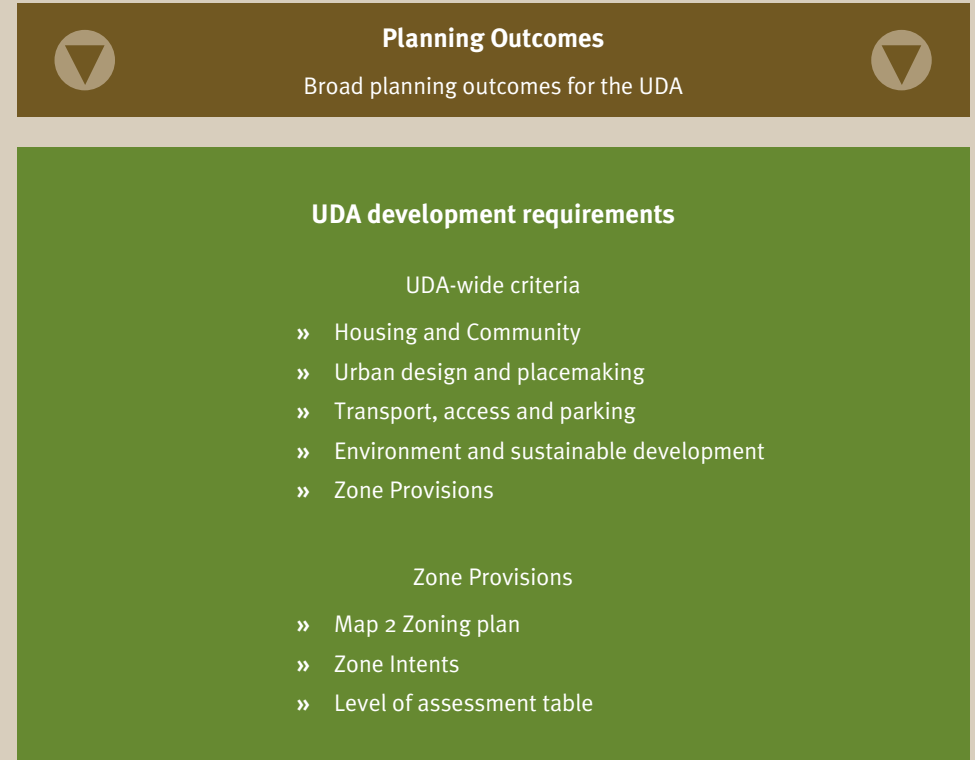 Planning Outcomes
Broad planning outcomes for the UDA
UDA development requirements
UDA-wide criteria
» Housing and Community
» Urban design and placemaking
» Transport, access and parking
» Environment and sustainable development
» Zone Provisions
Zone Provisions
» Map 2 Zoning plan
» Zone Intents
» Level of assessment table